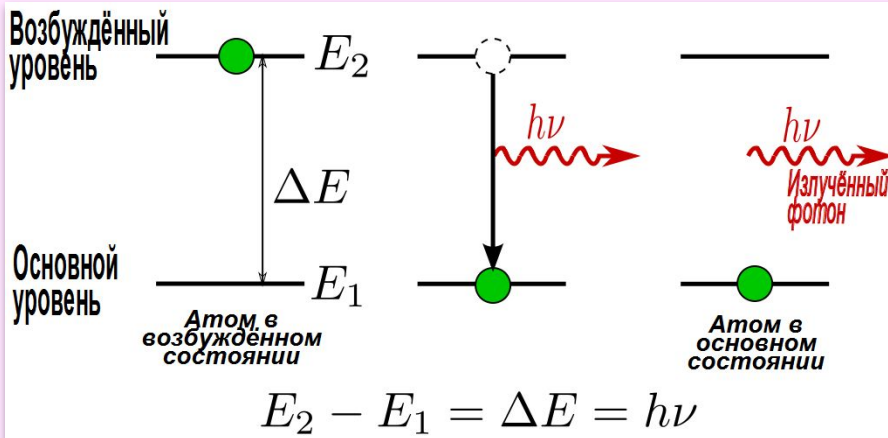 Возбуждённый
уровень
E₂
hν
hν
ΔE
Излучённый
фотон
Основной
уровень
E₁
Атом в
возбуждённом
состоянии
Атом в
основном
состоянии
E₂ − E₁ = ΔE = hν